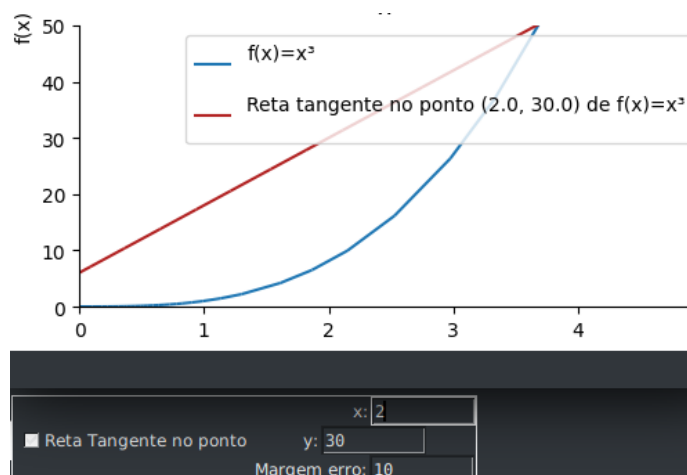 f(x)
50
f(x)=x³
40
Reta tangente no ponto (2.0, 30.0) de f(x)=x³
30
20
10
0
0 1 2 3 4
x: 2
Reta Tangente no ponto y: 30
Margem erro: 10